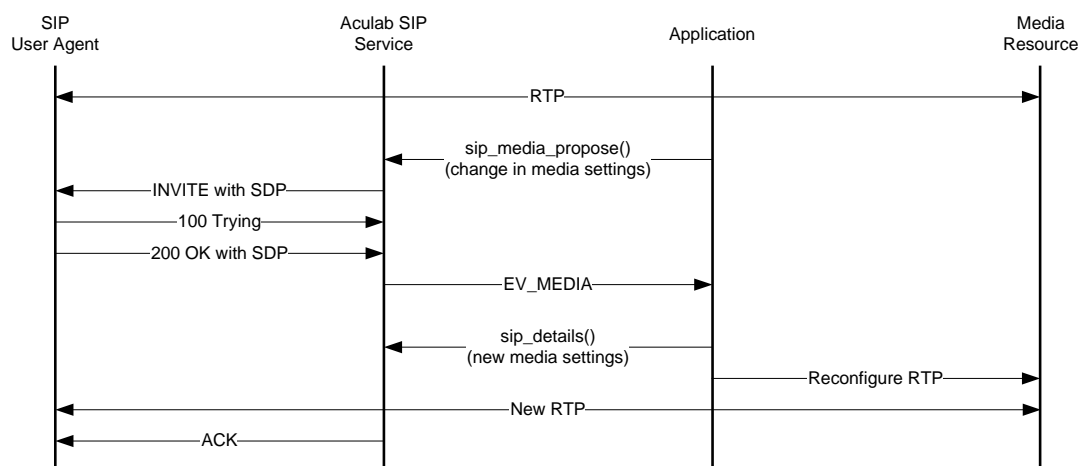 SIP
User Agent
Aculab SIP
Service
Application
Media
Resource
RTP
sip_media_propose()
(change in media settings)
INVITE with SDP
100 Trying
200 OK with SDP
EV_MEDIA
sip_details()
(new media settings)
Reconfigure RTP
New RTP
ACK